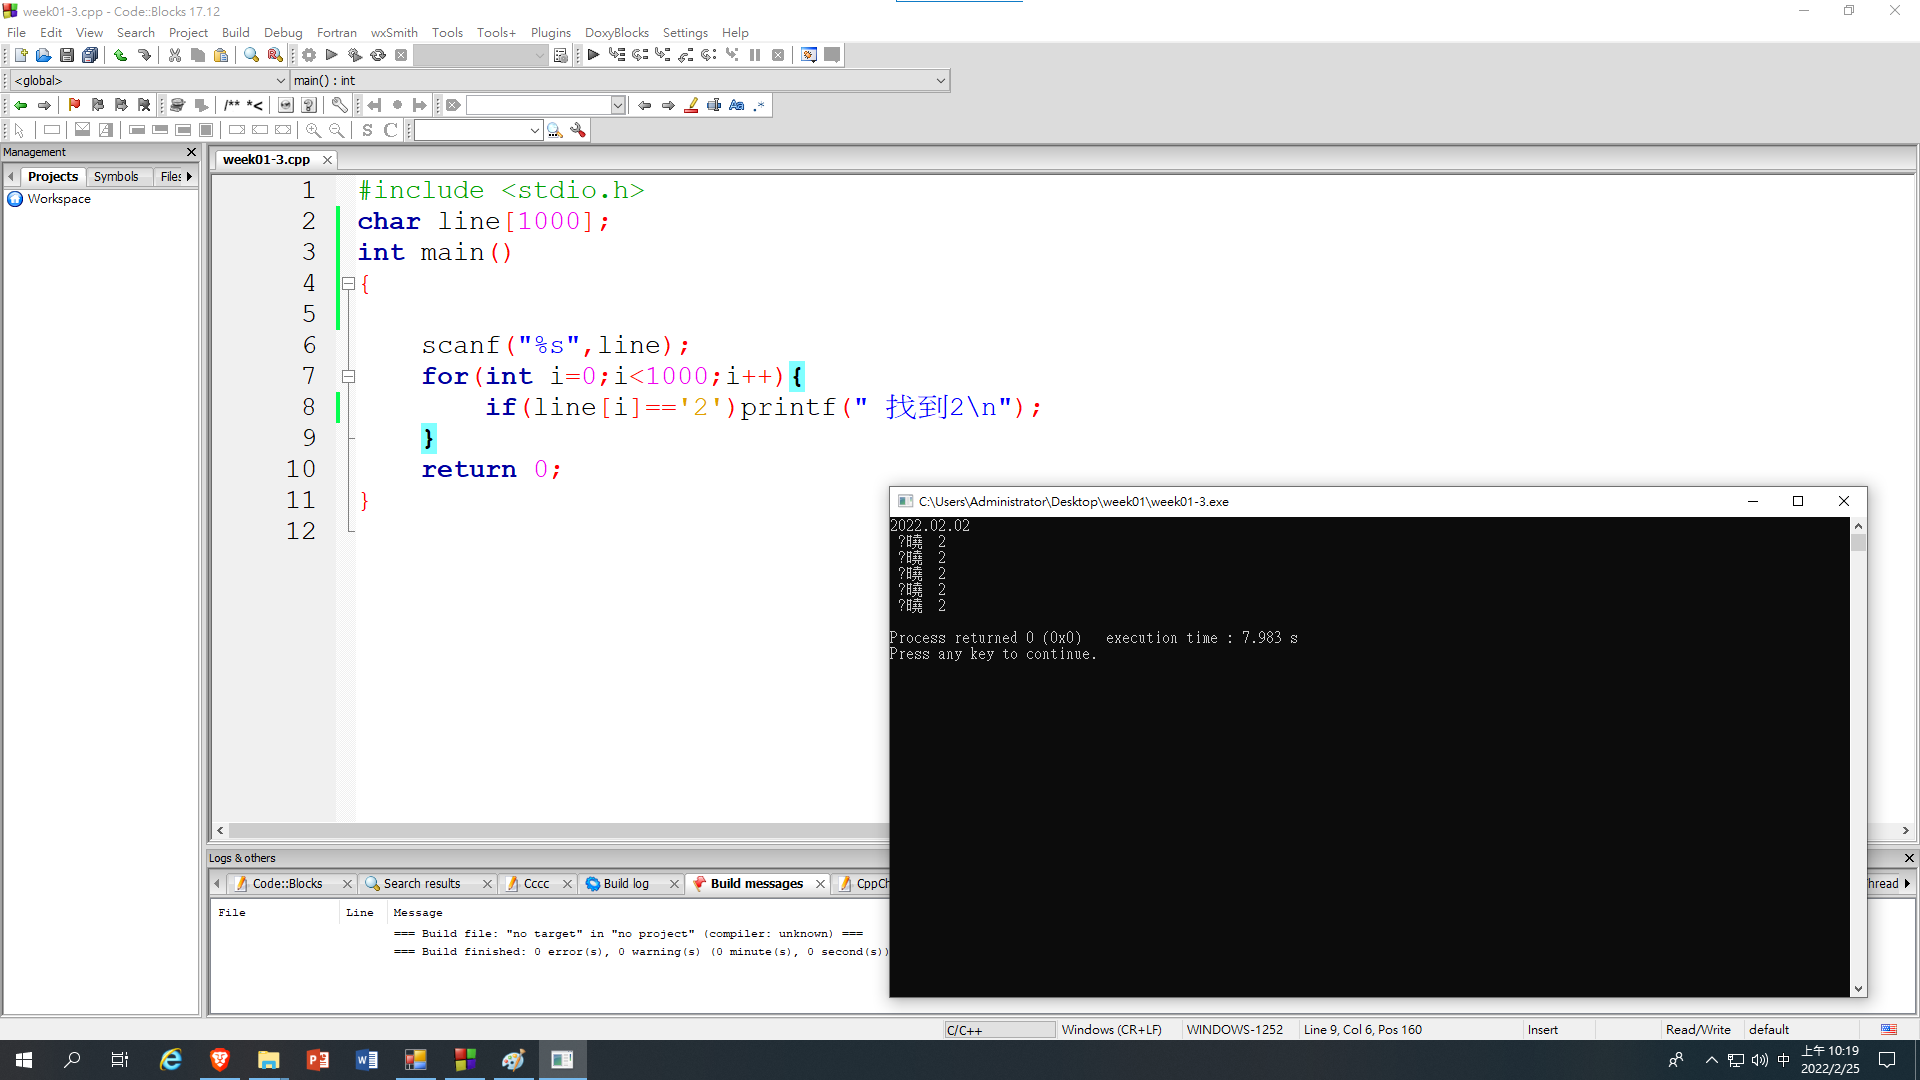 week01-3.cpp - Code::Blocks 17.12
File Edit View Search Project Build Debug Fortran wxSmith Tools Tools+ Plugins DoxyBlocks Settings Help
<global> main() : int
/** *<
Aa .*
S C
Management
Projects Symbols Files
Workspace
week01-3.cpp
1 #include <stdio.h>
2 char line[1000];
3 int main()
4 {
5
6 scanf("%s",line);
7 for(int i=0;i<1000;i++){
8 if(line[i]=='2')printf(" 找到2\n");
9 }
10 return 0;
11 }
12
C:\Users\Administrator\Desktop\week01\week01-3.exe
2022.02.02
?曉 2
?曉 2
?曉 2
?曉 2
?曉 2
Process returned 0 (0x0) execution time : 7.983 s
Press any key to continue.
Logs & others
Code::Blocks Search results Cccc Build log Build messages CppCh hread
File Line Message
=== Build file: "no target" in "no project" (compiler: unknown) ===
=== Build finished: 0 error(s), 0 warning(s) (0 minute(s), 0 second(s))
C/C++ Windows (CR+LF) WINDOWS-1252 Line 9, Col 6, Pos 160 Insert Read/Write default
中 上午 10:19
2022/2/25